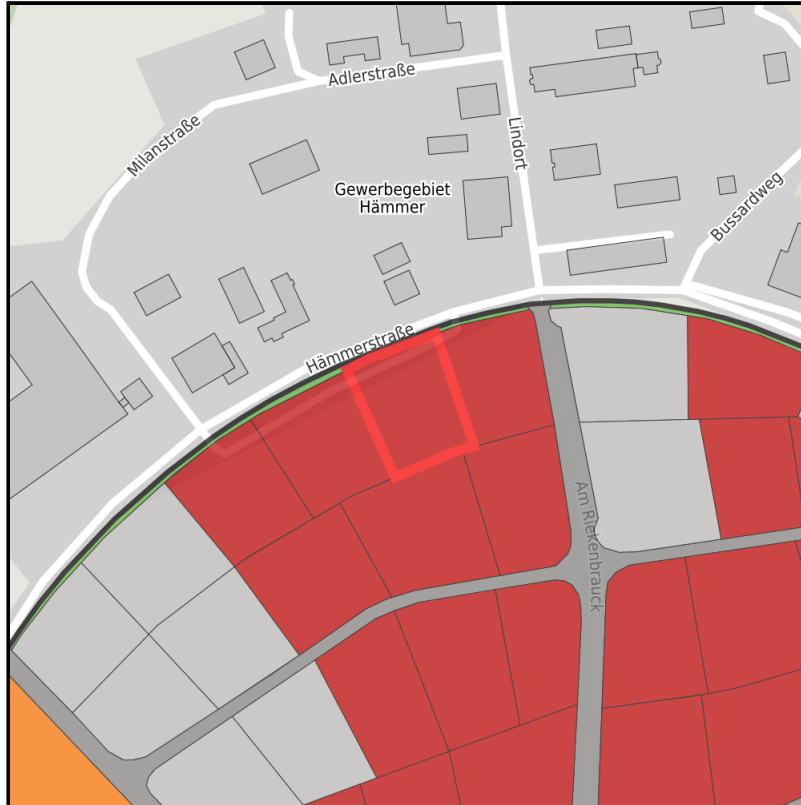 Adlerstraße
Milanstraße
Lindort
Gewerbegebiet
Hämmer
Bussardweg
Hämmerstraße
Am Riekenbrauck